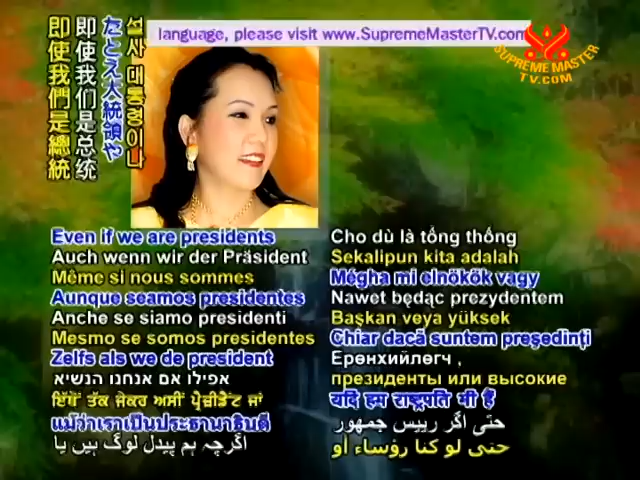 language, please visit www.SupremeMasterTV.com
SUPREME MASTER
TV.COM
설사 대통령이나
たとえ大統領や
即使我们是总统
即使我們是總統
Even if we are presidents
Auch wenn wir der Präsident
Même si nous sommes
Aunque seamos presidentes
Anche se siamo presidenti
Mesmo se somos presidentes
Zelfs als we de president
אפילו אם אנחנו הנשיא
ਇੱਥੋਂ ਤੱਕ ਜੇਕਰ ਅਸੀਂ ਪ੍ਰੈਜ਼ੀਡੈਂਟ ਜਾਂ
แม้ว่าเราเป็นประธานาธิบดี
اگرچہ ہم پیدل لوگ ہیں یا
Cho dù là tổng thống
Sekalipun kita adalah
Mégha mi elnökök vagy
Nawet będąc prezydentem
Başkan veya yüksek
Chiar dacă suntem preşedinţi
Ерөнхийлөгч ,
президенты или высокие
यदि हम राष्ट्रपति भी हैं
حتی اگر رییس جمهور
حتى لو كنا رؤساء أو